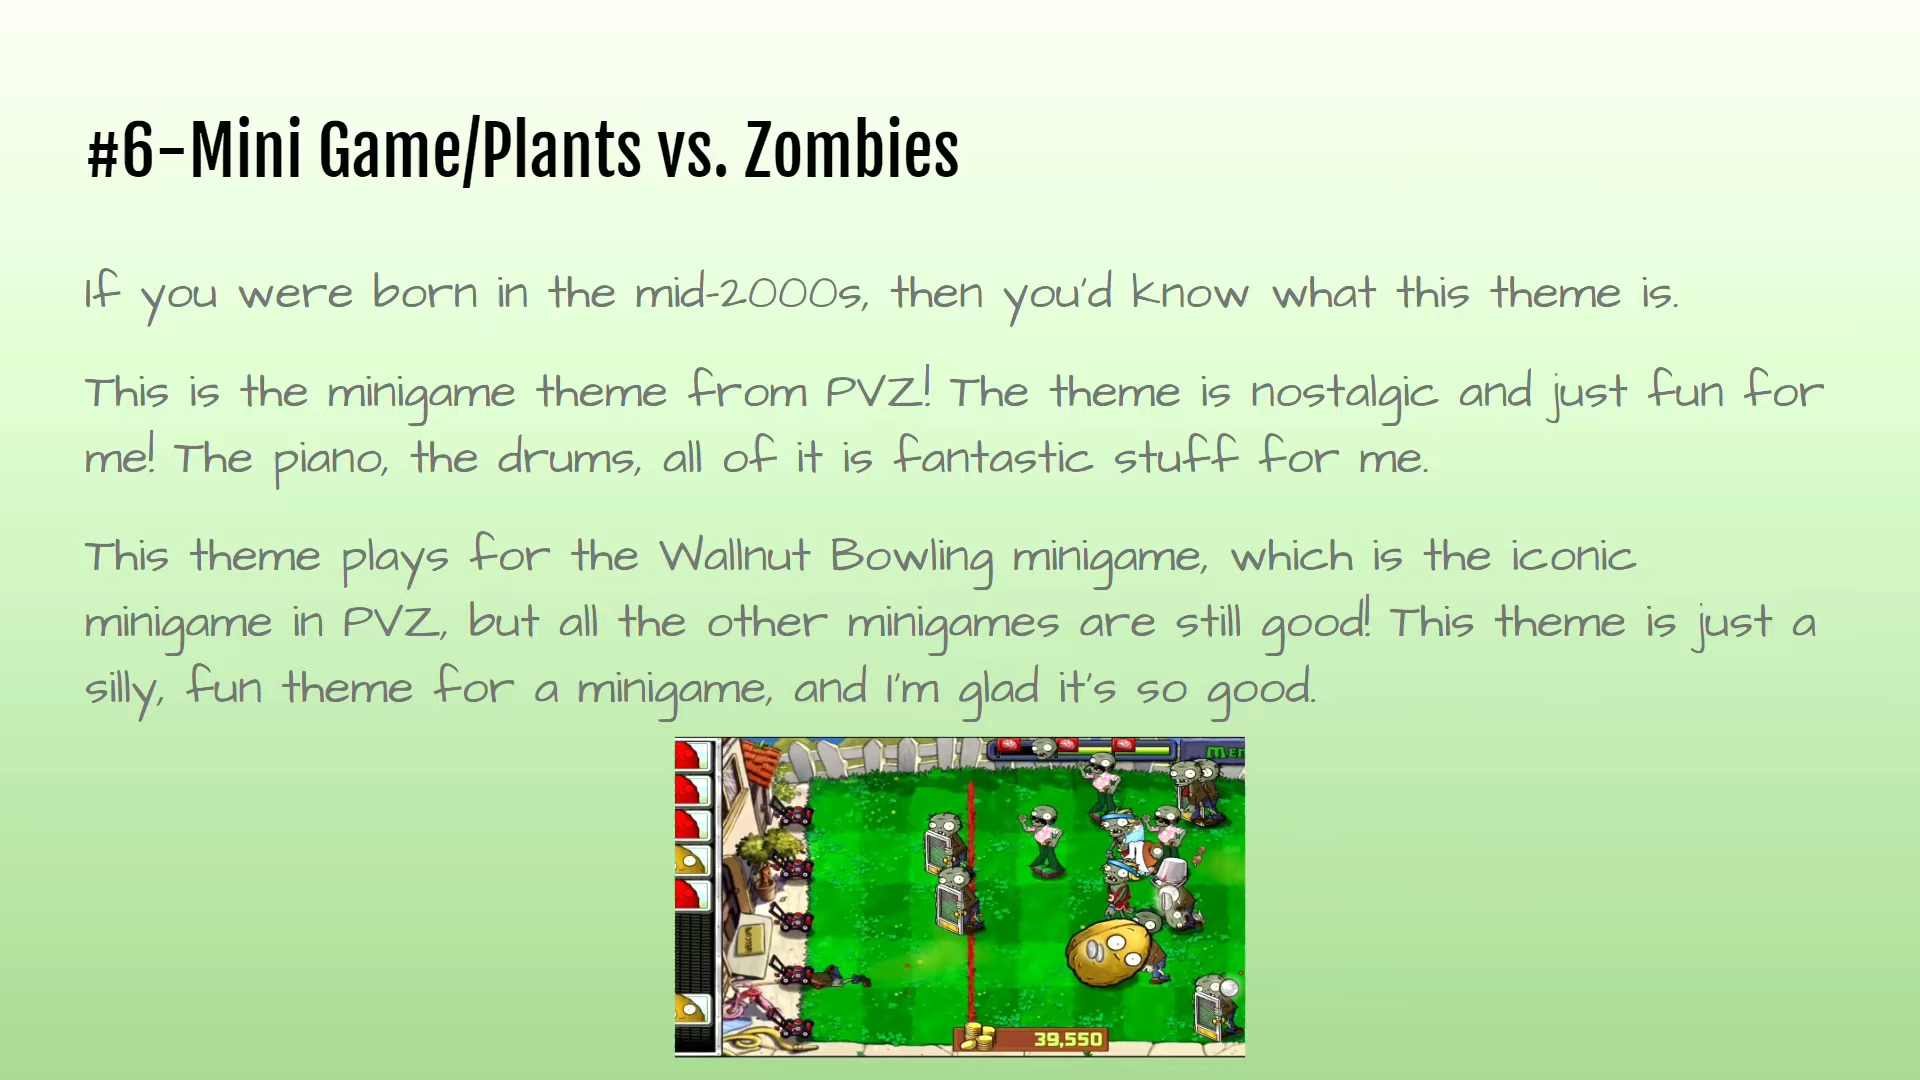 #6-Mini Game/Plants vs. Zombies
If you were born in the mid-2000s, then you'd know what this theme is.
This is the minigame theme from PVZ! The theme is nostalgic and just fun for
me! The piano, the drums, all of it is fantastic stuff for me.
This theme plays for the Wallnut Bowling minigame, which is the iconic
minigame in PVZ, but all the other minigames are still good! This theme is just a
silly, fun theme for a minigame, and I'm glad it's so good.
39,550